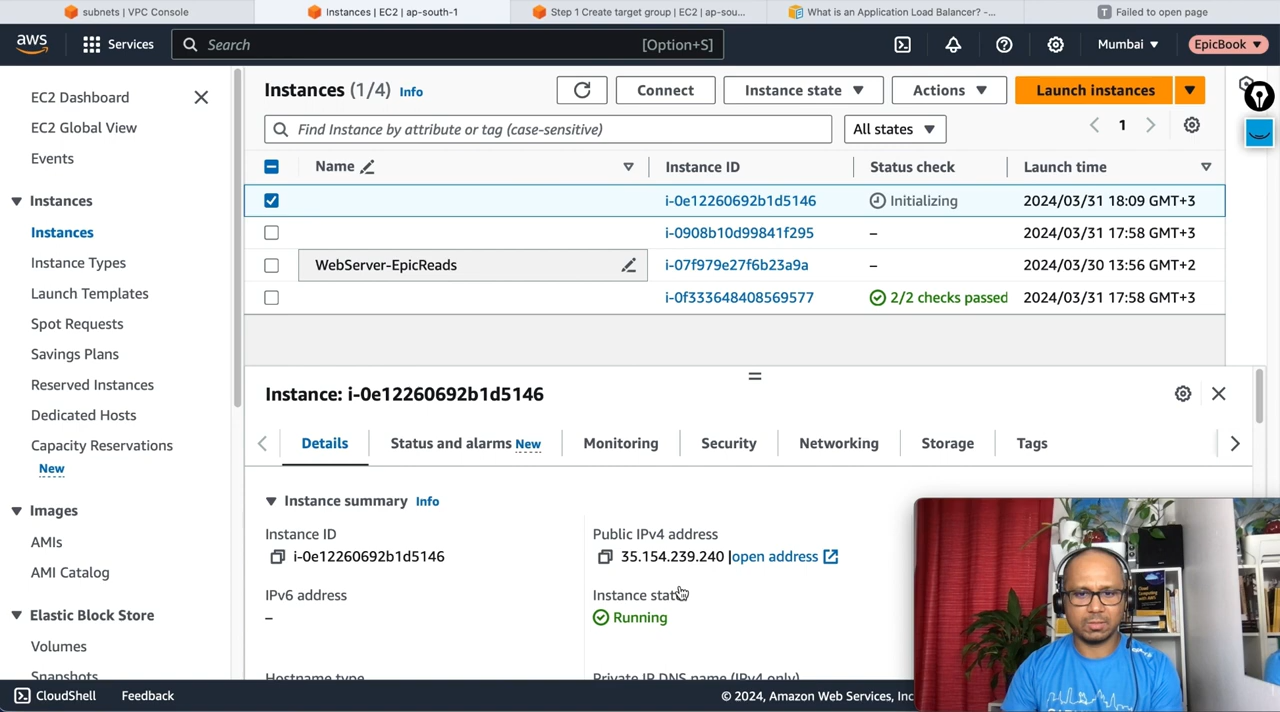 subnets | VPC Console
Instances | EC2 | ap-south-1
Step 1 Create target group | EC2 | ap-sou...
What is an Application Load Balancer? -...
T Failed to open page
aws
Services
Search
[Option+S]
Mumbai
EpicBook
EC2 Dashboard
EC2 Global View
Events
Instances
Instances
Instance Types
Launch Templates
Spot Requests
Savings Plans
Reserved Instances
Dedicated Hosts
Capacity Reservations
New
Images
AMIs
AMI Catalog
Elastic Block Store
Volumes
Snapshots
Instances (1/4) Info
Connect
Instance state
Actions
Launch instances
Find Instance by attribute or tag (case-sensitive)
All states
1
Name
Instance ID
Status check
Launch time
i-0e12260692b1d5146
Initializing
2024/03/31 18:09 GMT+3
i-0908b10d99841f295
–
2024/03/31 17:58 GMT+3
WebServer-EpicReads
i-07f979e27f6b23a9a
–
2024/03/30 13:56 GMT+2
i-0f333648408569577
2/2 checks passed
2024/03/31 17:58 GMT+3
Instance: i-0e12260692b1d5146
Details
Status and alarms New
Monitoring
Security
Networking
Storage
Tags
Instance summary Info
Instance ID
i-0e12260692b1d5146
Public IPv4 address
35.154.239.240 |open address
IPv6 address
–
Instance state
Running
Hostname type
Private IP DNS name (IPv4 only)
CloudShell
Feedback
© 2024, Amazon Web Services, Inc